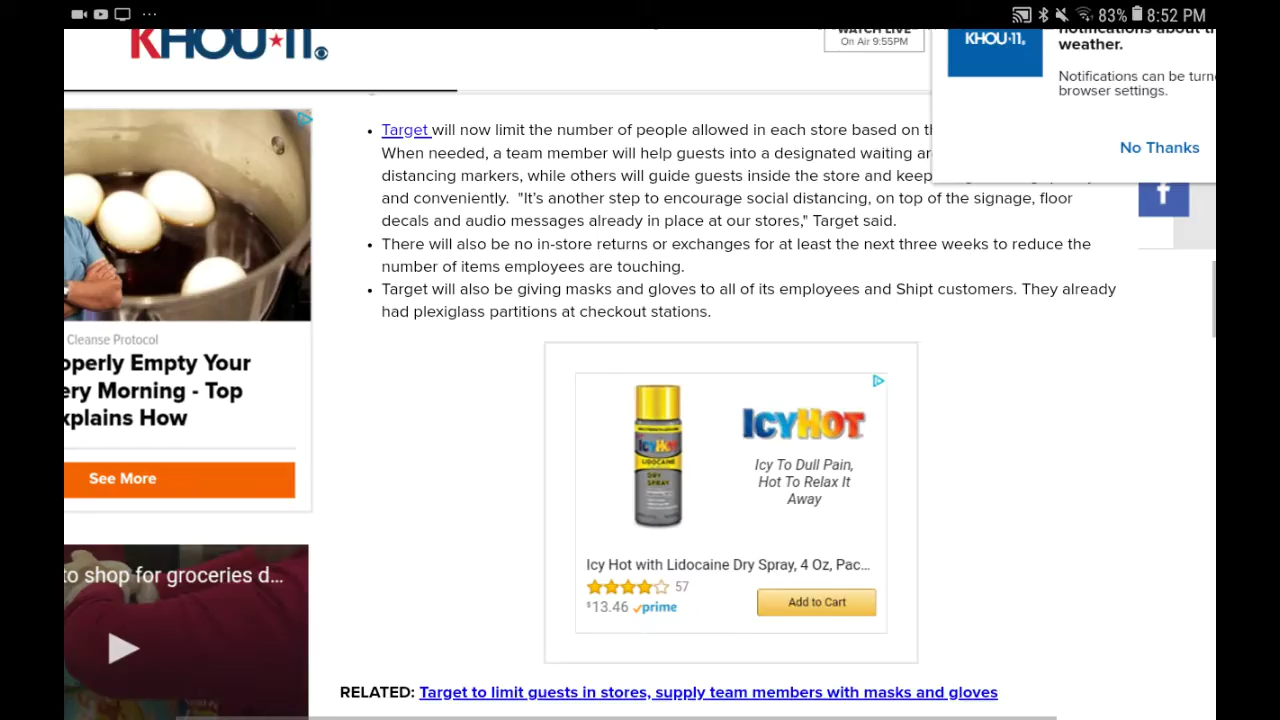 83% 8:52 PM
KHOU 11
WATCH LIVE
On Air 9:55PM
KHOU 11
notifications about
weather.
Notifications can be
browser settings.
No Thanks
Target will now limit the number of people allowed in each store based on
When needed, a team member will help guests into a designated waiting
distancing markers, while others will guide guests inside the store and keep
and conveniently. "It's another step to encourage social distancing, on top of the signage, floor
decals and audio messages already in place at our stores," Target said.
There will also be no in-store returns or exchanges for at least the next three weeks to reduce the
number of items employees are touching.
Target will also be giving masks and gloves to all of its employees and Shipt customers. They already
had plexiglass partitions at checkout stations.
Cleanse Protocol
operly Empty Your
ery Morning - Top
xplains How
See More
to shop for groceries d...
ICYHOT
LIDOCAINE
DRY
SPRAY
ICYHOT
Icy To Dull Pain,
Hot To Relax It
Away
Icy Hot with Lidocaine Dry Spray, 4 Oz, Pac...
57
$13.46 prime
Add to Cart
RELATED: Target to limit guests in stores, supply team members with masks and gloves